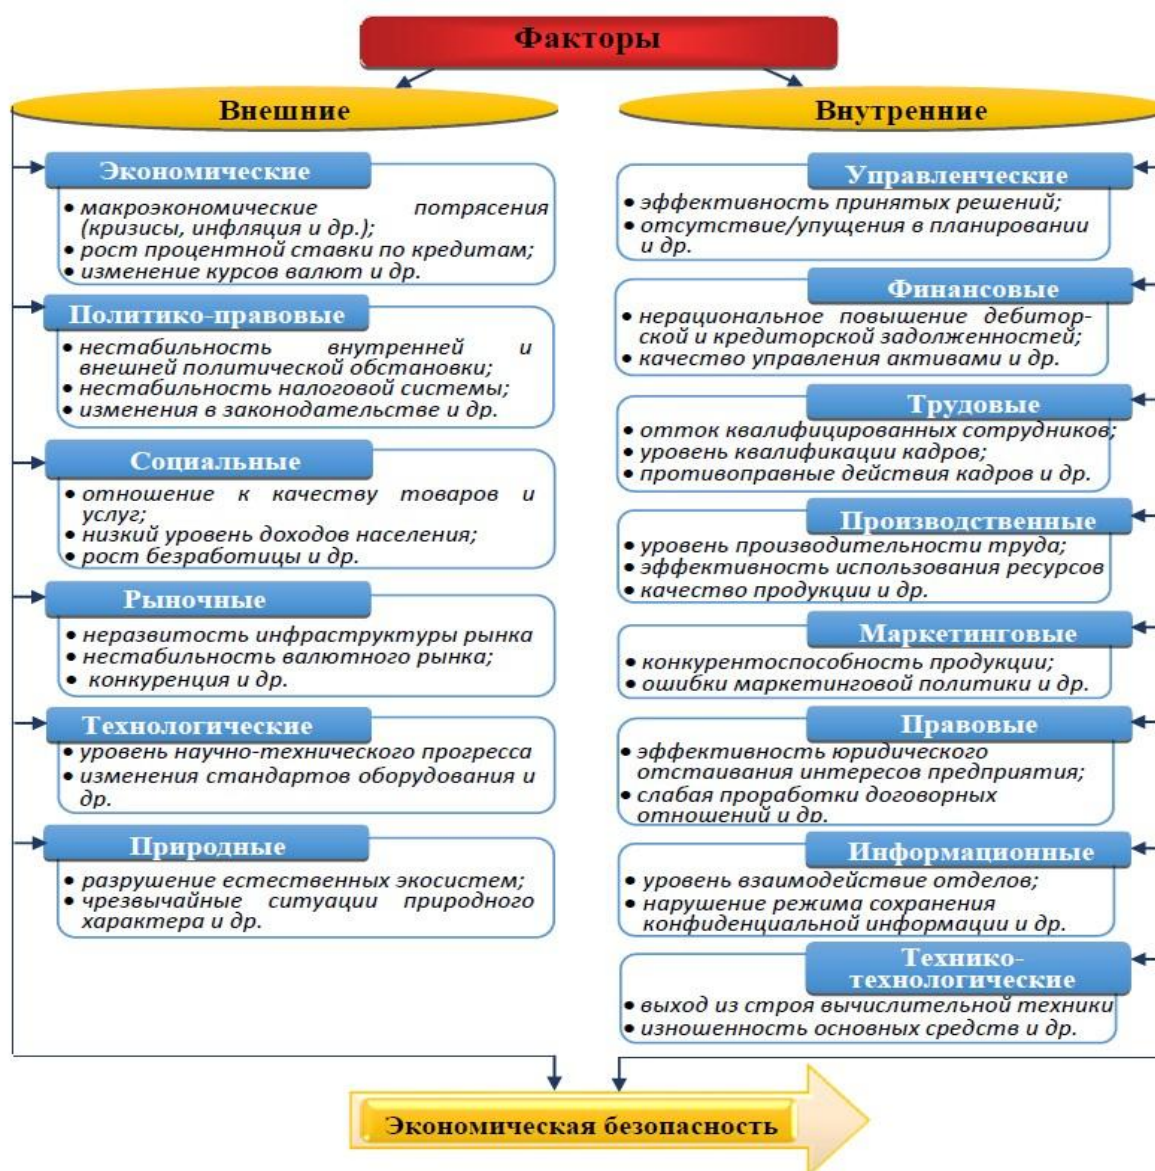 Факторы
Внешние
Экономические
• макроэкономические потрясения
(кризисы, инфляция и др.);
• рост процентной ставки по кредитам;
• изменение курсов валют и др.
Политико-правовые
• нестабильность внутренней и
внешней политической обстановки;
• нестабильность налоговой системы;
• изменения в законодательстве и др.
Социальные
• отношение к качеству товаров и
услуг;
• низкий уровень доходов населения;
• рост безработицы и др.
Рыночные
• неразвитость инфраструктуры рынка
• нестабильность валютного рынка;
• конкуренция и др.
Технологические
• уровень научно-технического прогресса
• изменения стандартов оборудования и
др.
Природные
• разрушение естественных экосистем;
• чрезвычайные ситуации природного
характера и др.
Внутренние
Управленческие
• эффективность принятых решений;
• отсутствие/упущения в планировании
и др.
Финансовые
• нерациональное повышение дебитор-
ской и кредиторской задолженностей;
• качество управления активами и др.
Трудовые
• отток квалифицированных сотрудников;
• уровень квалификации кадров;
• противоправные действия кадров и др.
Производственные
• уровень производительности труда;
• эффективность использования ресурсов
• качество продукции и др.
Маркетинговые
• конкурентоспособность продукции;
• ошибки маркетинговой политики и др.
Правовые
• эффективность юридического
отстаивания интересов предприятия;
• слабая проработки договорных
отношений и др.
Информационные
• уровень взаимодействие отделов;
• нарушение режима сохранения
конфиденциальной информации и др.
Технико-
технологические
• выход из строя вычислительной техники
• изношенность основных средств и др.
Экономическая безопасность